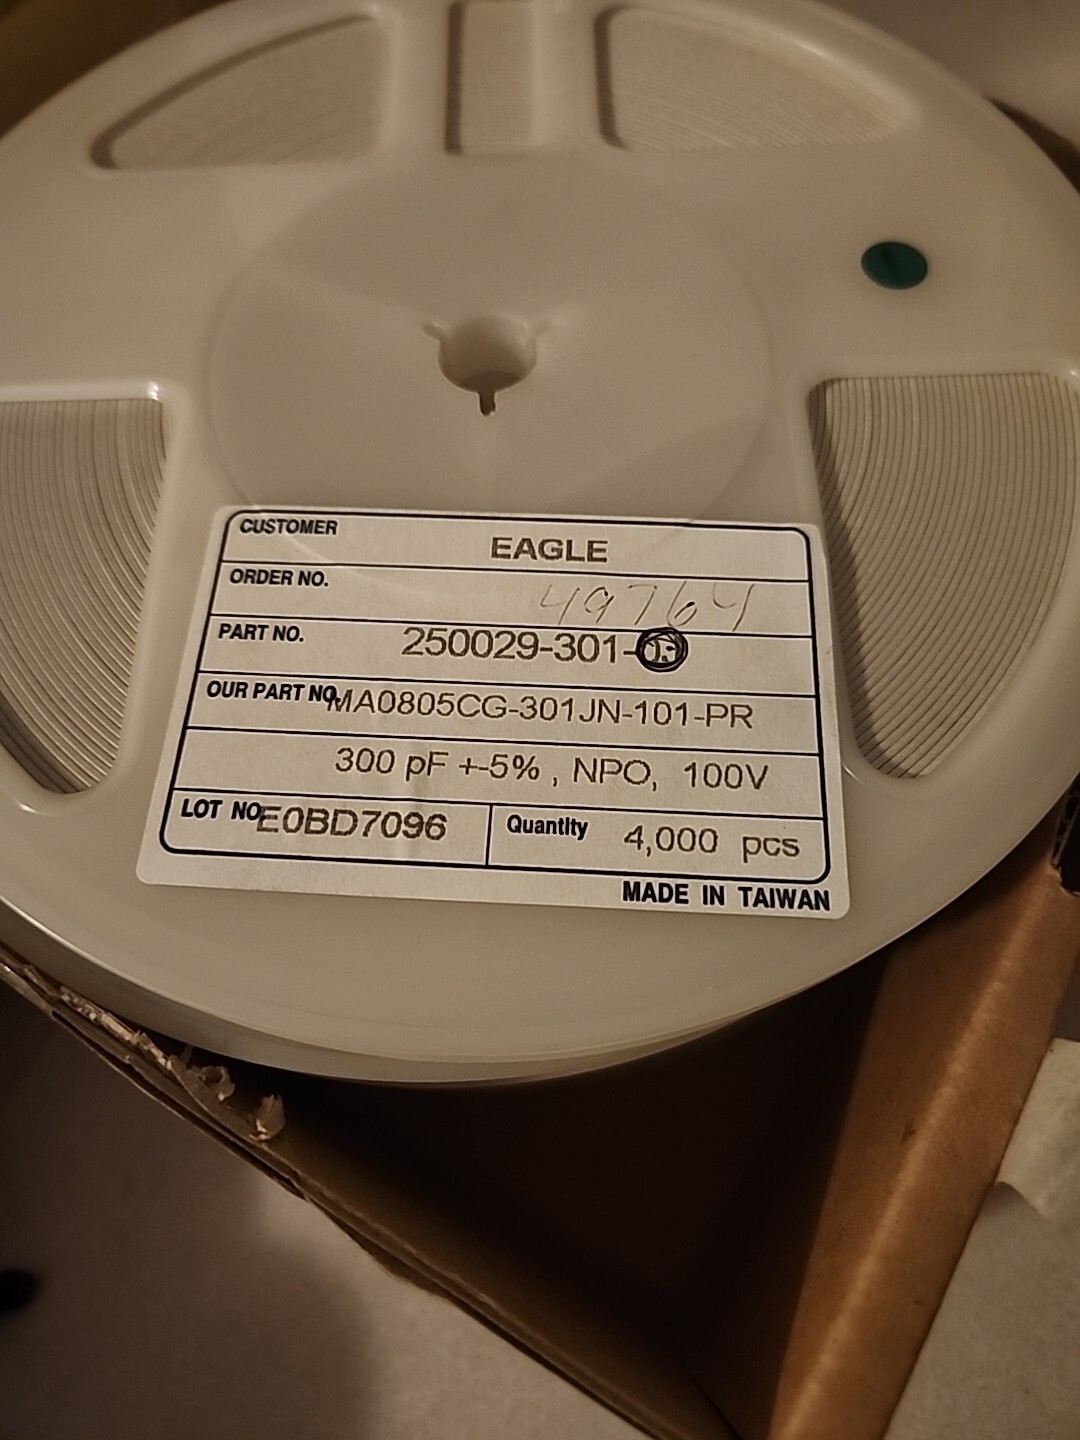 CUSTOMER EAGLE
ORDER NO. 49764
PART NO. 250029-301-
OUR PART NO. MA0805CG-301JN-101-PR
300 pF +-5% , NPO, 100V
LOT NO. E0BD7096 Quantity 4,000 pcs
MADE IN TAIWAN